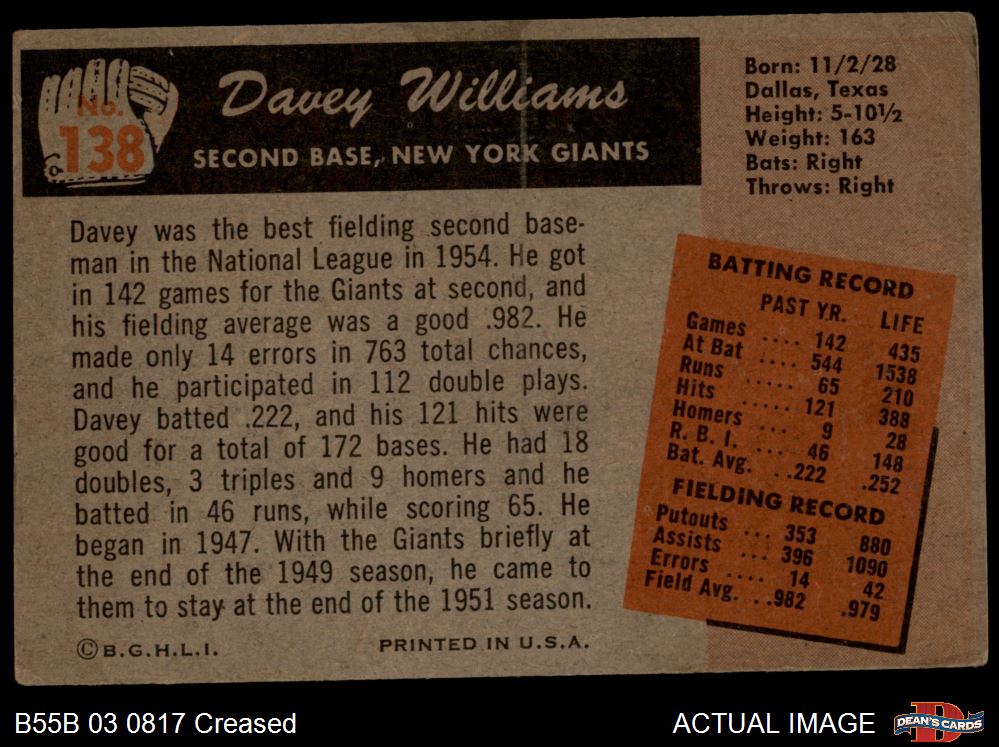 No.
138
Davey Williams
SECOND BASE, NEW YORK GIANTS
Born: 11/2/28
Dallas, Texas
Height: 5-10½
Weight: 163
Bats: Right
Throws: Right
Davey was the best fielding second base-
man in the National League in 1954. He got
in 142 games for the Giants at second, and
his fielding average was a good .982. He
made only 14 errors in 763 total chances,
and he participated in 112 double plays.
Davey batted .222, and his 121 hits were
good for a total of 172 bases. He had 18
doubles, 3 triples and 9 homers and he
batted in 46 runs, while scoring 65. He
began in 1947. With the Giants briefly at
the end of the 1949 season, he came to
them to stay at the end of the 1951 season.
BATTING RECORD
PAST YR. LIFE
Games .... 142 435
At Bat .... 544 1538
Runs ..... 65 210
Hits ..... 121 388
Homers .... 9 28
R. B. I. .... 46 148
Bat. Avg. ...222 .252
FIELDING RECORD
Putouts ... 353 880
Assists ... 396 1090
Errors .... 14 42
Field Avg. ..982 .979
©B.G.H.L.I. PRINTED IN U.S.A.
B55B 03 0817 Creased ACTUAL IMAGE DEAN'S CARDS